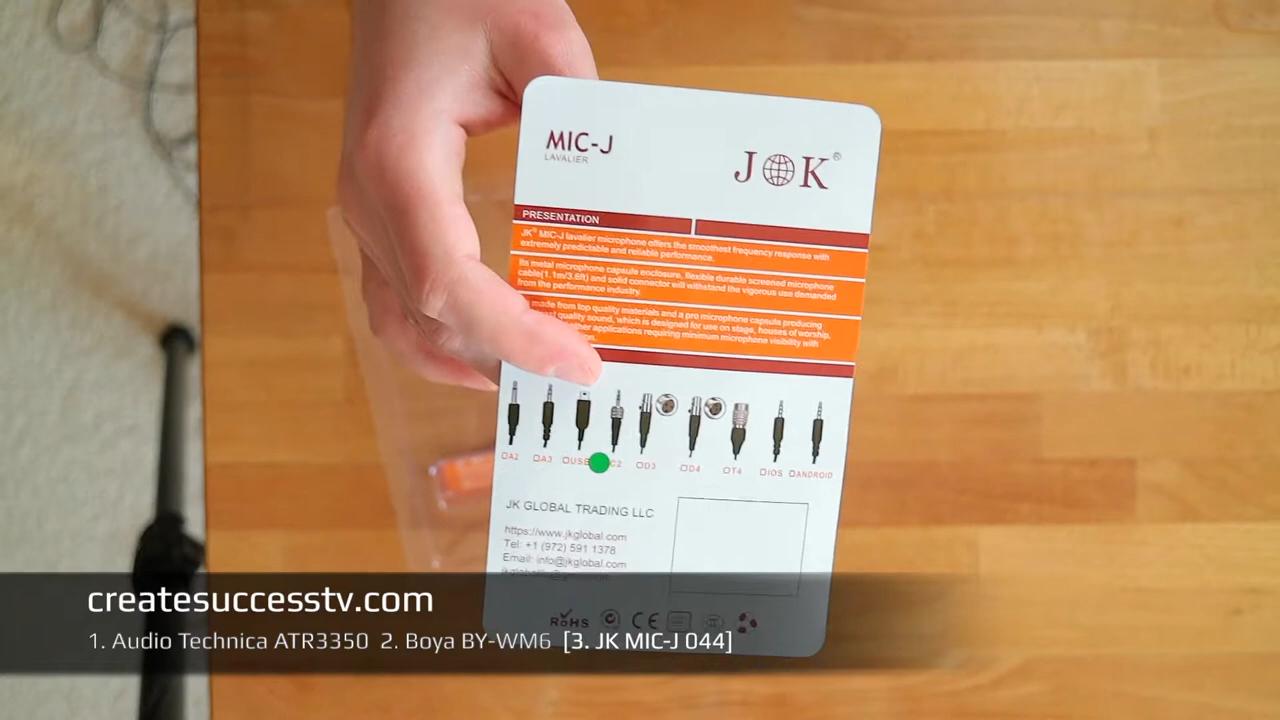 MIC-J
LAVALIER
J K®
PRESENTATION
JK® MIC-J lavalier microphone offers the smoothest frequency response with
extremely predictable and reliable performance.
Its metal microphone capsule enclosure, flexible durable screened microphone
cable(1.1m/3.6ft) and solid connector will withstand the vigorous use demanded
from the performance industry.
made from top quality materials and a pro microphone capsule producing
quality sound, which is designed for use on stage, houses of worship,
other applications requiring minimum microphone visibility with
A2 A3 USB C2 D3 D4 T4 IOS ANDROID
JK GLOBAL TRADING LLC
https://www.jkglobal.com
Tel: +1 (972) 591 1378
Email: info@jkglobal.com
RoHS CE
createsuccesstv.com
1. Audio Technica ATR3350 2. Boya BY-WM6 [3. JK MIC-J 044]